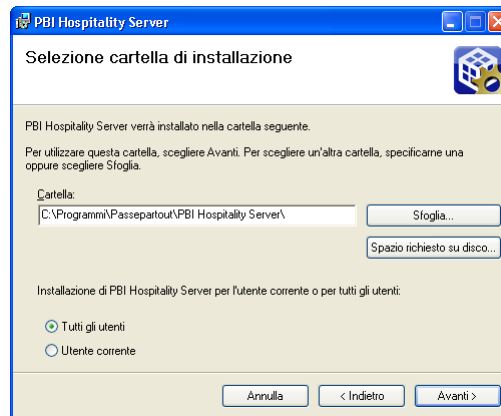 PBI Hospitality Server
Selezione cartella di installazione
PBI Hospitality Server verrà installato nella cartella seguente.
Per utilizzare questa cartella, scegliere Avanti. Per scegliere un'altra cartella, specificarne una
oppure scegliere Sfoglia.
Cartella:
C:\Programmi\Passepartout\PBI Hospitality Server\
Sfoglia...
Spazio richiesto su disco...
Installazione di PBI Hospitality Server per l'utente corrente o per tutti gli utenti:
Tutti gli utenti
Utente corrente
Annulla
< Indietro
Avanti >